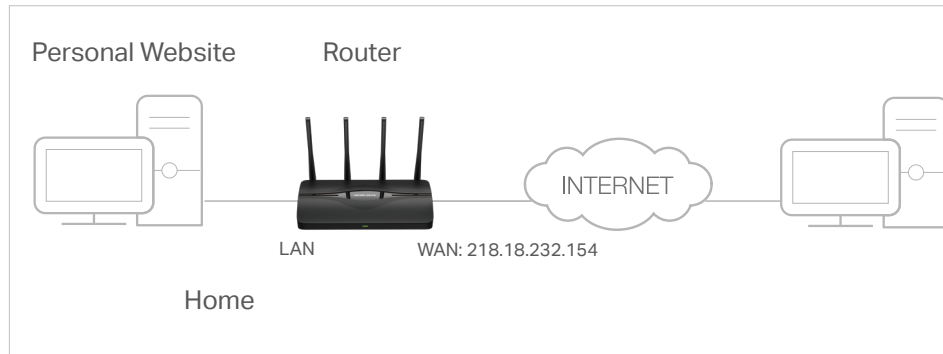 Personal Website
Router
INTERNET
LAN
WAN: 218.18.232.154
Home